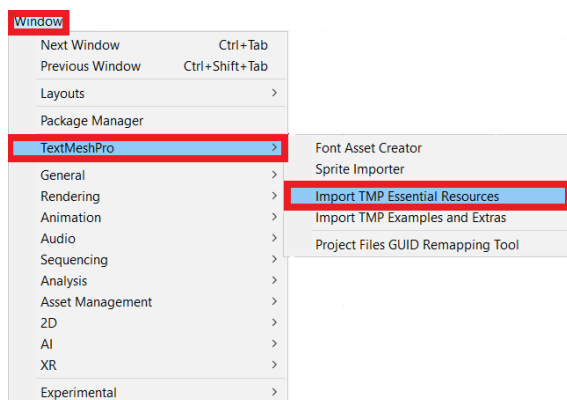 Window
Next Window Ctrl+Tab
Previous Window Ctrl+Shift+Tab
Layouts >
Package Manager
TextMeshPro >
Font Asset Creator
Sprite Importer
Import TMP Essential Resources
Import TMP Examples and Extras
Project Files GUID Remapping Tool
General >
Rendering >
Animation >
Audio >
Sequencing >
Analysis >
Asset Management >
2D >
AI >
XR >
Experimental >